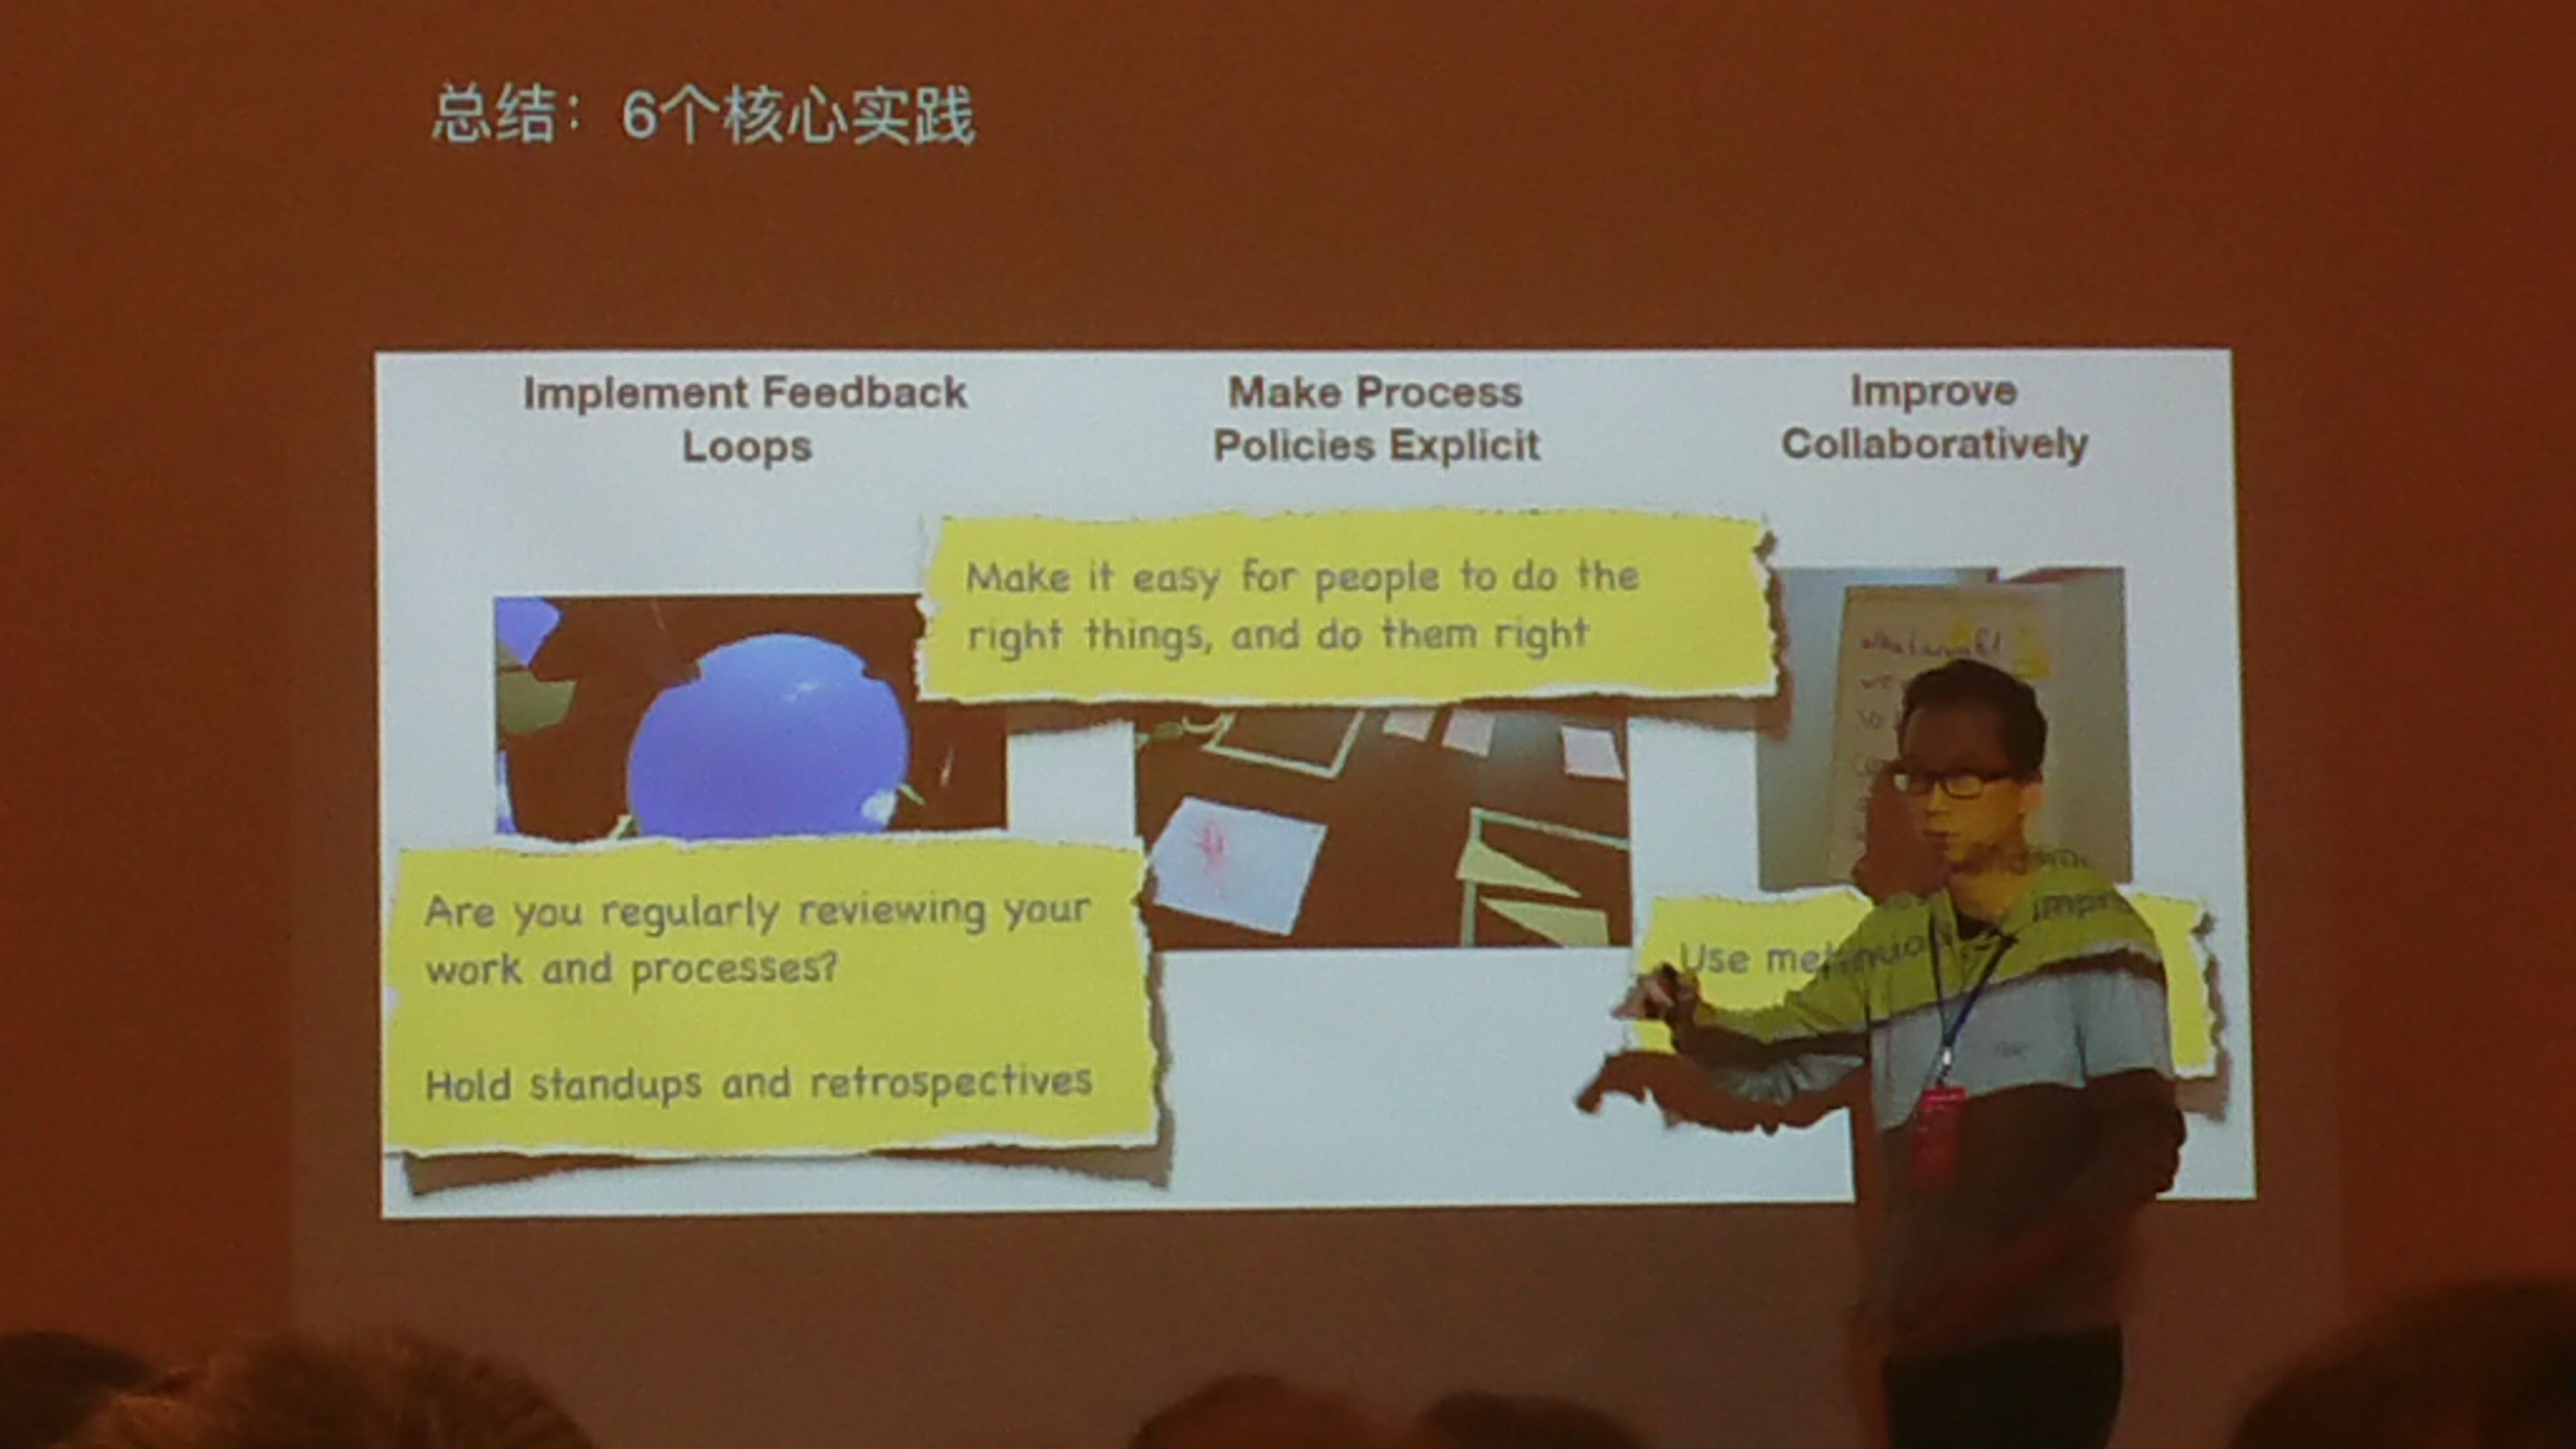 总结：6个核心实践
Implement Feedback
Loops
Make Process
Policies Explicit
Improve
Collaboratively
Make it easy for people to do the
right things, and do them right
Are you regularly reviewing your
work and processes?
Hold standups and retrospectives
Use